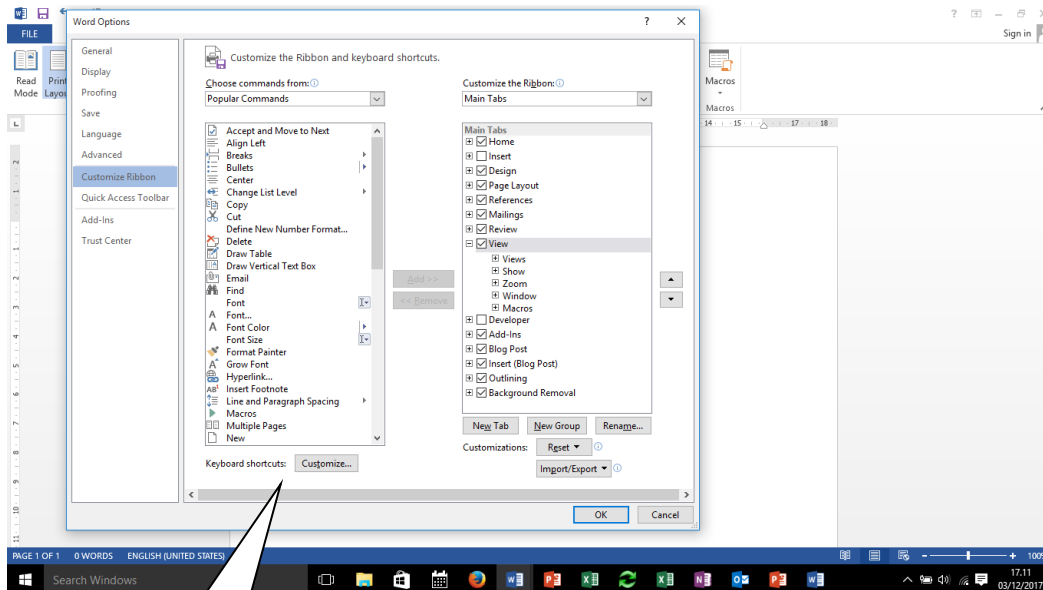 Word Options
? ×
? – ×
FILE
Sign in
Read Mode
Print Layou
Macros
Macros
14 15 17 18
General
Display
Proofing
Save
Language
Advanced
Customize Ribbon
Quick Access Toolbar
Add-Ins
Trust Center
Customize the Ribbon and keyboard shortcuts.
Choose commands from:
Popular Commands
Accept and Move to Next
Align Left
Breaks
Bullets
Center
Change List Level
Copy
Cut
Define New Number Format...
Delete
Draw Table
Draw Vertical Text Box
Email
Find
Font
Font...
Font Color
Font Size
Format Painter
Grow Font
Hyperlink...
Insert Footnote
Line and Paragraph Spacing
Macros
Multiple Pages
New
Keyboard shortcuts: Customize...
Add >>
<< Remove
Customize the Ribbon:
Main Tabs
Main Tabs
Home
Insert
Design
Page Layout
References
Mailings
Review
View
Views
Show
Zoom
Window
Macros
Developer
Add-Ins
Blog Post
Insert (Blog Post)
Outlining
Background Removal
New Tab New Group Rename...
Customizations: Reset
Import/Export
OK Cancel
PAGE 1 OF 1 0 WORDS ENGLISH (UNITED STATES)
100
Search Windows
17.11
03/12/2017